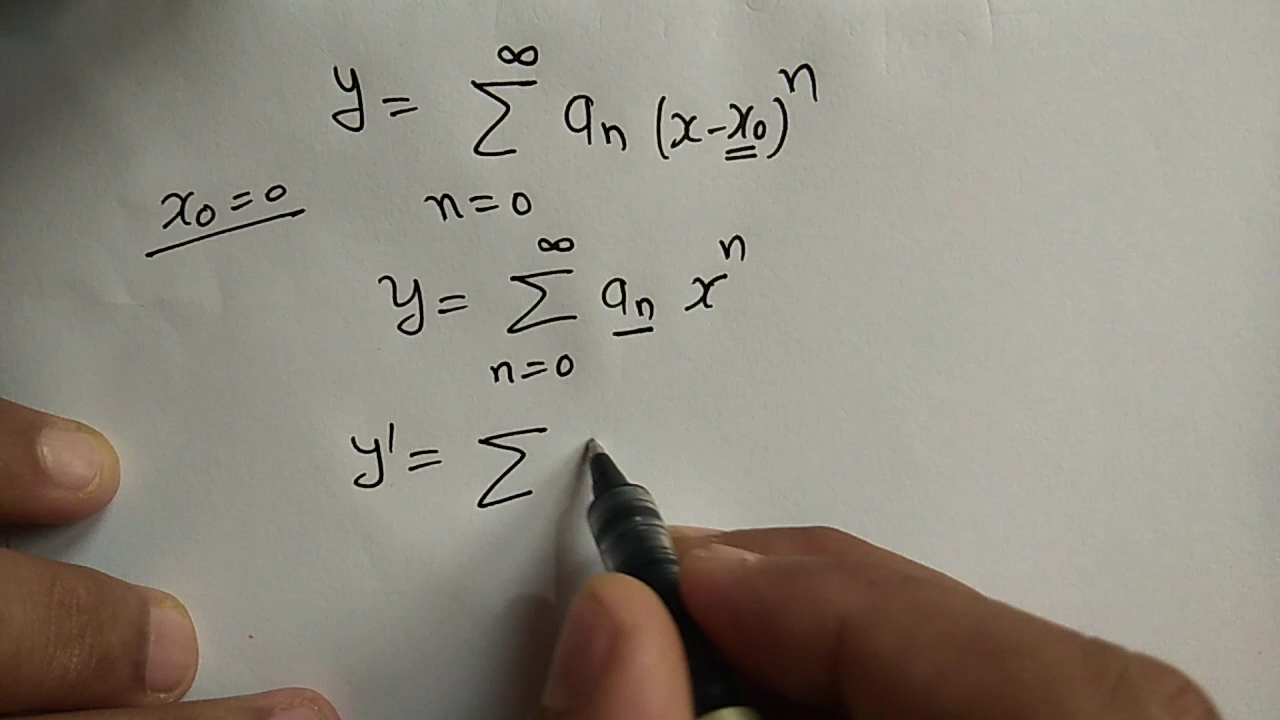 y = ∞ ∑ n=0 aₙ (x-x₀)ⁿ
x₀ = 0
y = ∞ ∑ n=0 aₙ xⁿ
y' = ∑